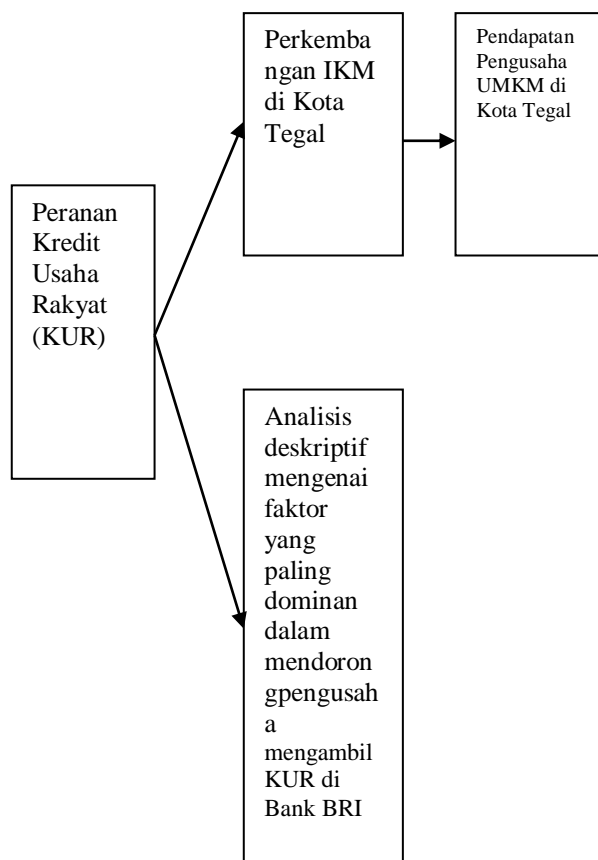 Peranan
Kredit
Usaha
Rakyat
(KUR)
Perkemba
ngan IKM
di Kota
Tegal
Pendapatan
Pengusaha
UMKM di
Kota Tegal
Analisis
deskriptif
mengenai
faktor
yang
paling
dominan
dalam
mendoron
gpengusah
a
mengambil
KUR di
Bank BRI